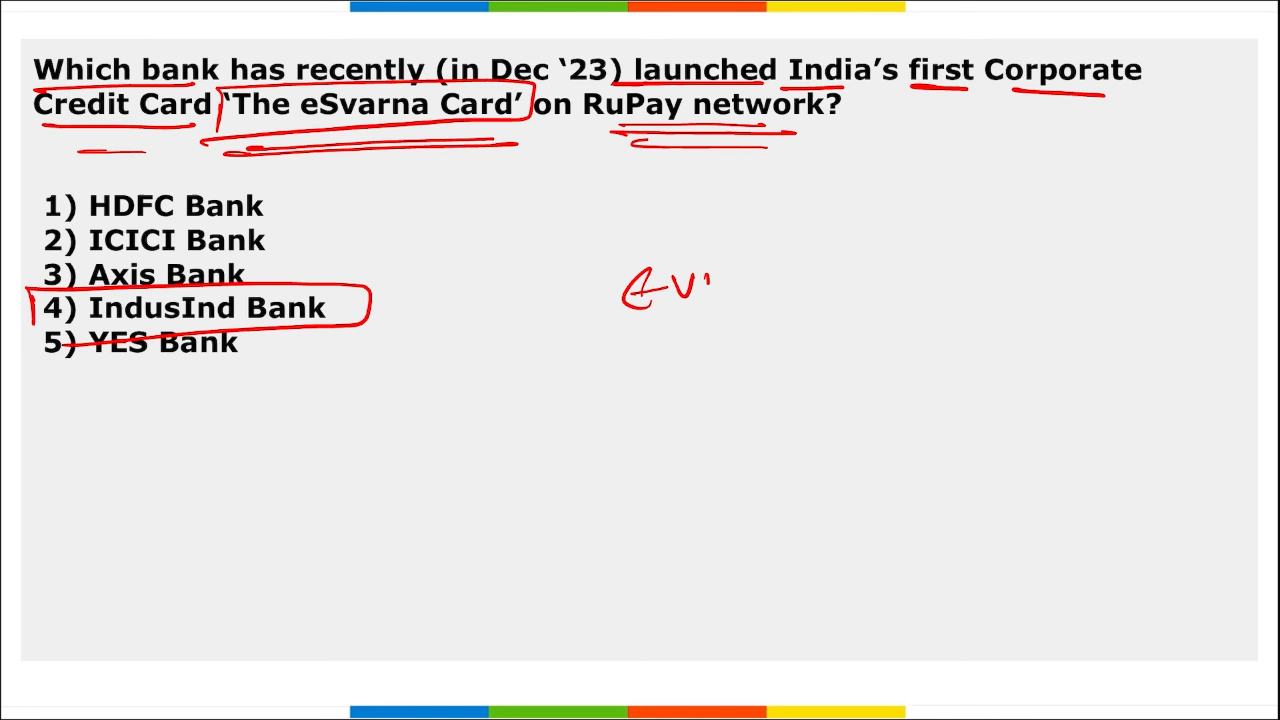 Which bank has recently (in Dec ‘23) launched India’s first Corporate
Credit Card ‘The eSvarna Card’ on RuPay network?
1) HDFC Bank
2) ICICI Bank
3) Axis Bank
4) IndusInd Bank
5) YES Bank